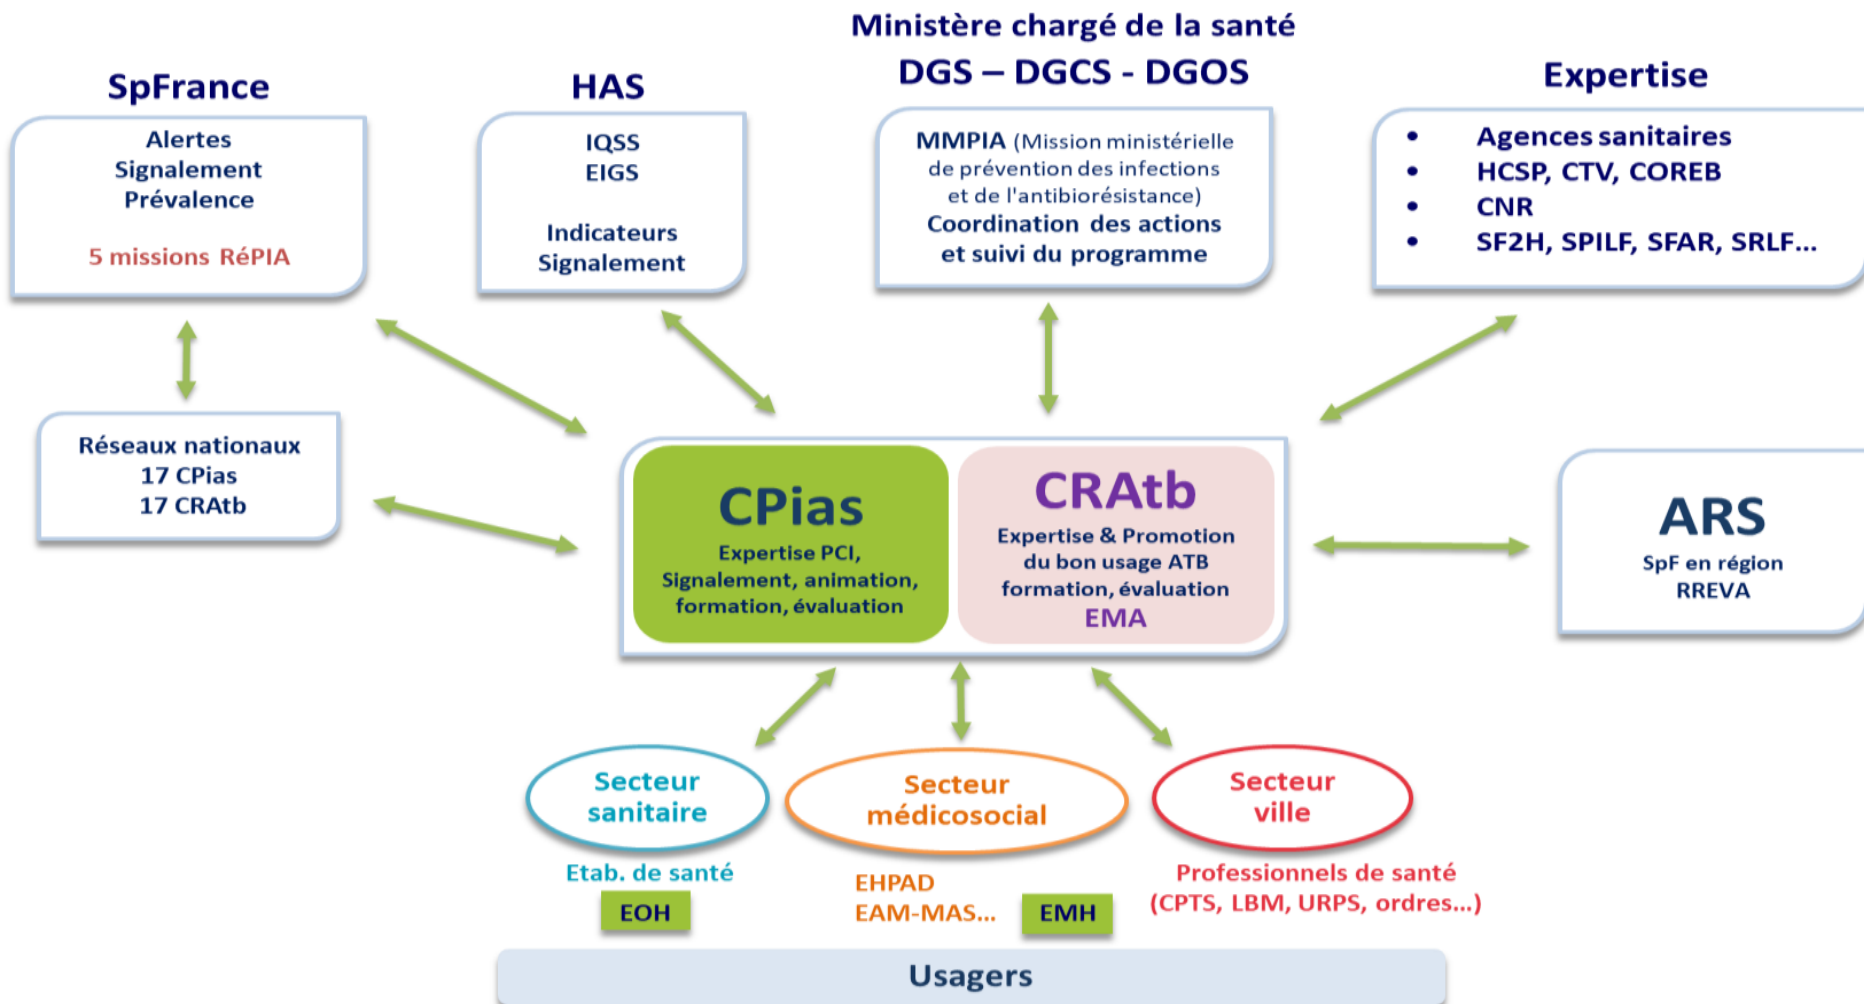 SpFrance
Alertes
Signalement
Prévalence
5 missions RéPIA
HAS
IQSS
EIGS
Indicateurs
Signalement
Ministère chargé de la santé
DGS – DGCS - DGOS
MMPIA (Mission ministérielle
de prévention des infections
et de l'antibiorésistance)
Coordination des actions
et suivi du programme
Expertise
• Agences sanitaires
• HCSP, CTV, COREB
• CNR
• SF2H, SPILF, SFAR, SRLF...
Réseaux nationaux
17 CPias
17 CRAtb
CPias
Expertise PCI,
Signalement, animation,
formation, évaluation
CRAtb
Expertise & Promotion
du bon usage ATB
formation, évaluation
EMA
ARS
SpF en région
RREVA
Secteur
sanitaire
Etab. de santé
EOH
Secteur
médicosocial
EHPAD
EAM-MAS...
EMH
Secteur
ville
Professionnels de santé
(CPTS, LBM, URPS, ordres...)
Usagers